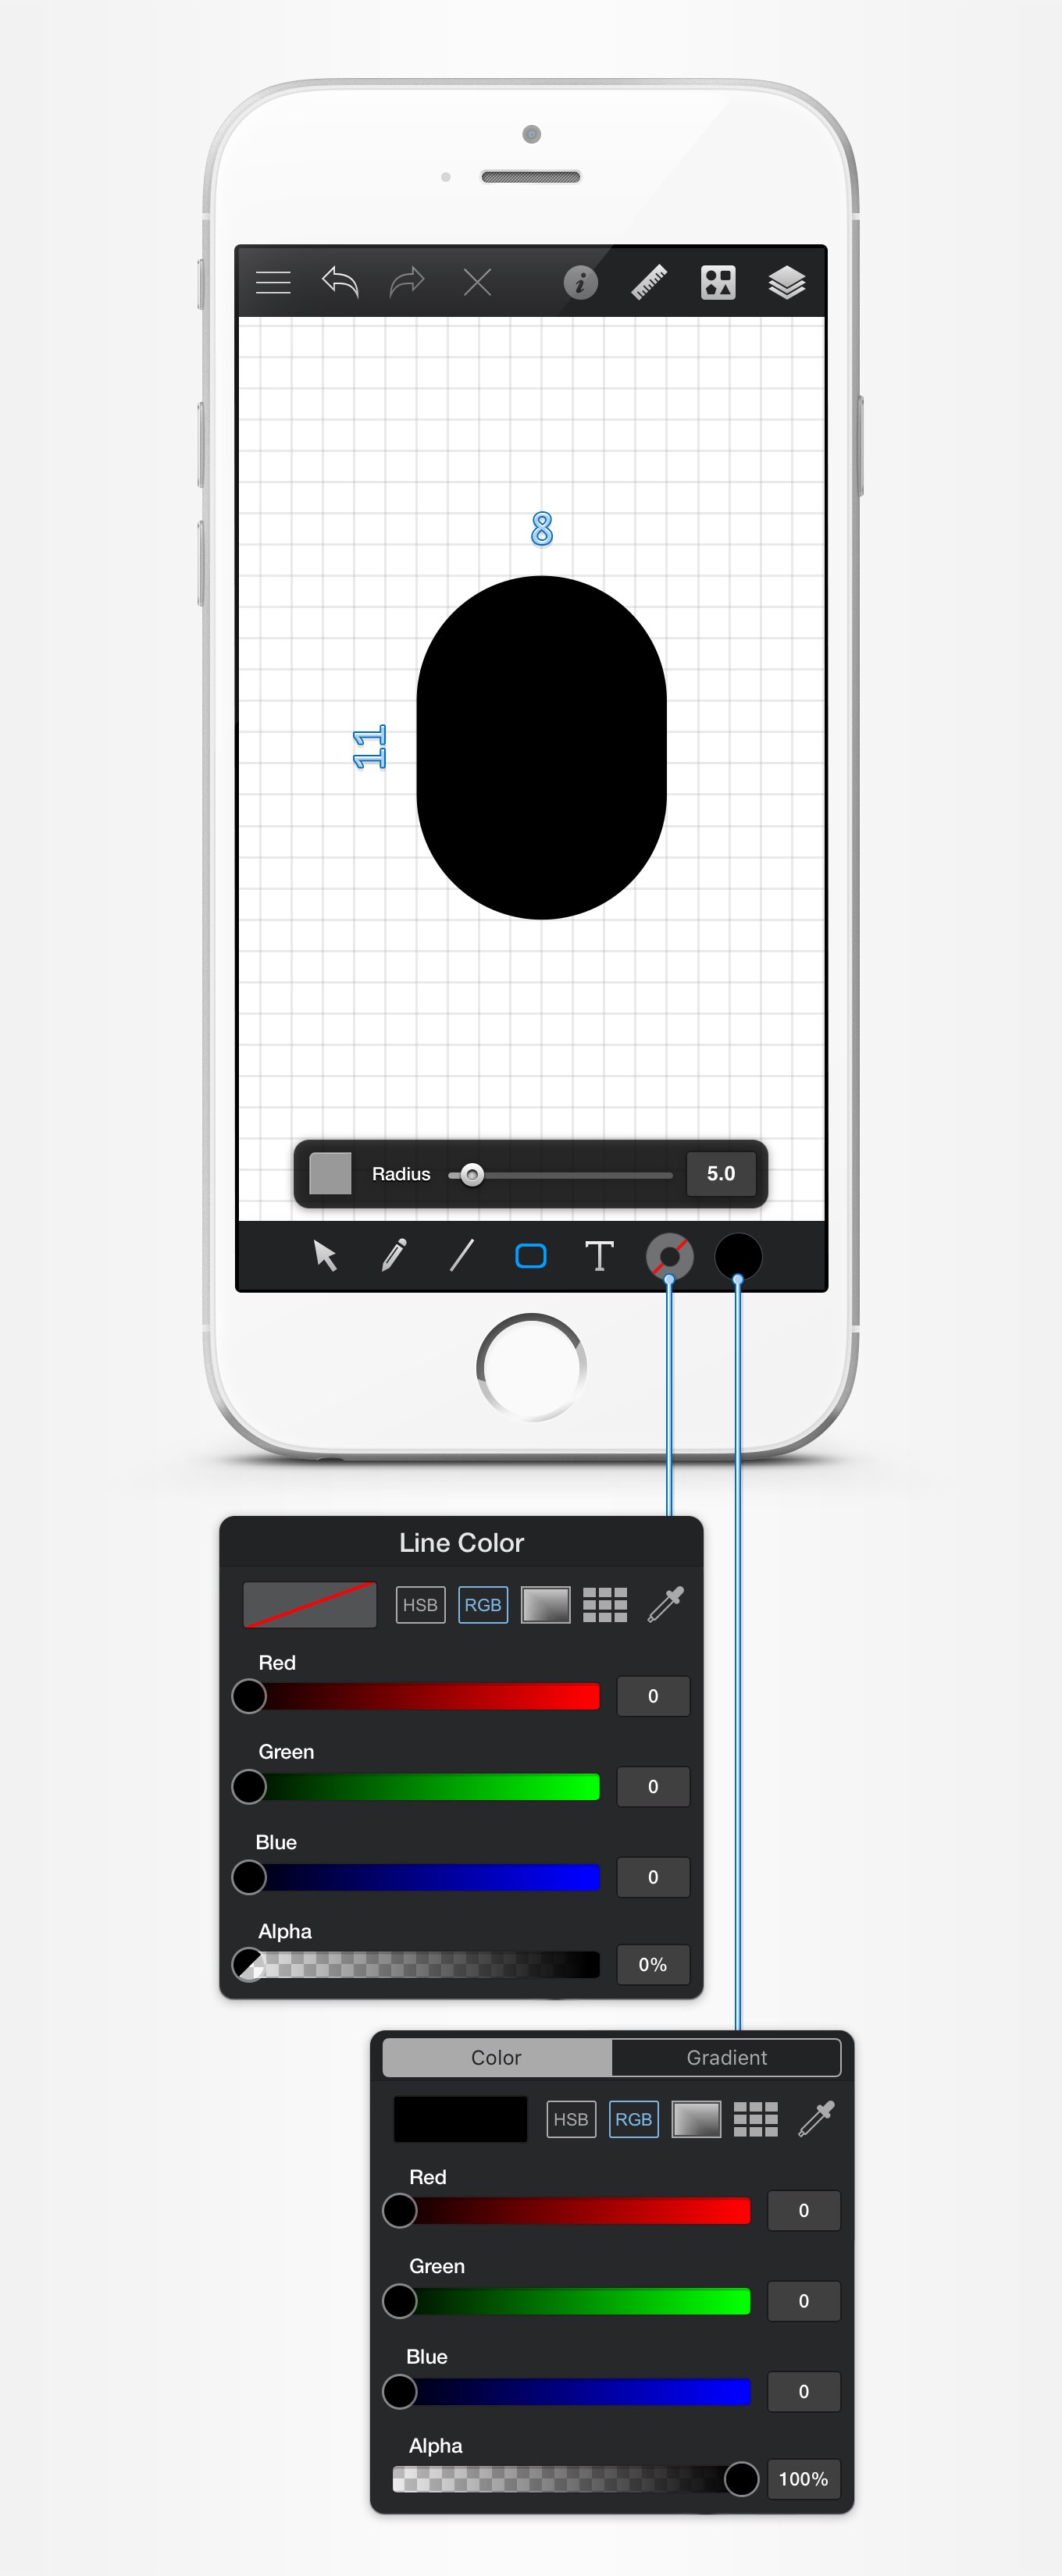 8
11
Radius 5.0
T
Line Color
HSB RGB
Red
0
Green
0
Blue
0
Alpha
0%
Color Gradient
HSB RGB
Red
0
Green
0
Blue
0
Alpha
100%